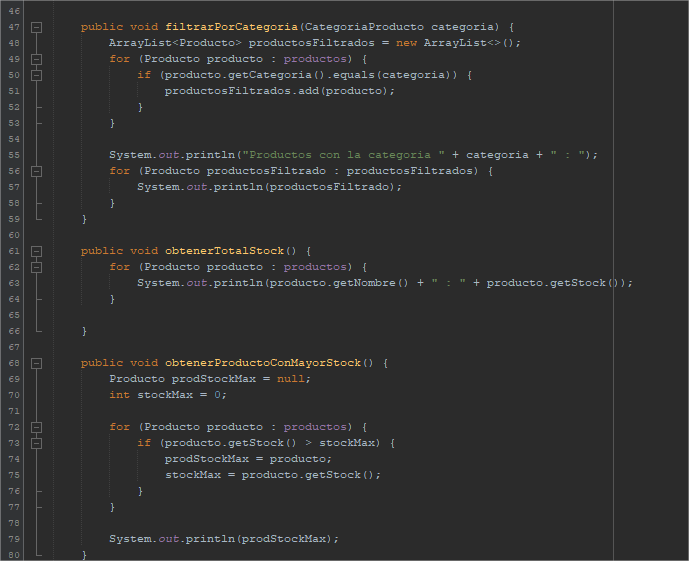 46
47 public void filtrarPorCategoria(CategoriaProducto categoria) {
48 ArrayList<Producto> productosFiltrados = new ArrayList<>();
49 for (Producto producto : productos) {
50 if (producto.getCategoria().equals(categoria)) {
51 productosFiltrados.add(producto);
52 }
53 }
54
55 System.out.println("Productos con la categoria " + categoria + " : ");
56 for (Producto productosFiltrado : productosFiltrados) {
57 System.out.println(productosFiltrado);
58 }
59 }
60
61 public void obtenerTotalStock() {
62 for (Producto producto : productos) {
63 System.out.println(producto.getNombre() + " : " + producto.getStock());
64 }
65
66 }
67
68 public void obtenerProductoConMayorStock() {
69 Producto prodStockMax = null;
70 int stockMax = 0;
71
72 for (Producto producto : productos) {
73 if (producto.getStock() > stockMax) {
74 prodStockMax = producto;
75 stockMax = producto.getStock();
76 }
77 }
78
79 System.out.println(prodStockMax);
80 }